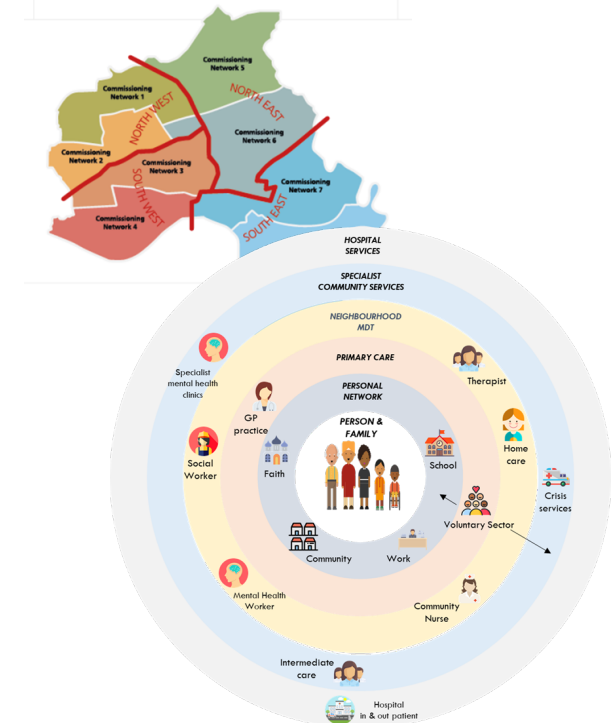 Commissioning
Network 5
Commissioning
Network 1
NORTH WEST
NORTH EAST
Commissioning
Network 6
Commissioning
Network 2
Commissioning
Network 3
Commissioning
Network 7
SOUTH WEST
SOUTH EAST
Commissioning
Network 4
HOSPITAL
SERVICES
SPECIALIST
COMMUNITY SERVICES
NEIGHBOURHOOD
MDT
PRIMARY CARE
PERSONAL
NETWORK
PERSON &
FAMILY
Specialist
mental health
clinics
Therapist
GP
practice
Home
care
Social
Worker
Faith
School
Crisis
services
Voluntary Sector
Community
Work
Mental Health
Worker
Community
Nurse
Intermediate
care
Hospital
in & out patient